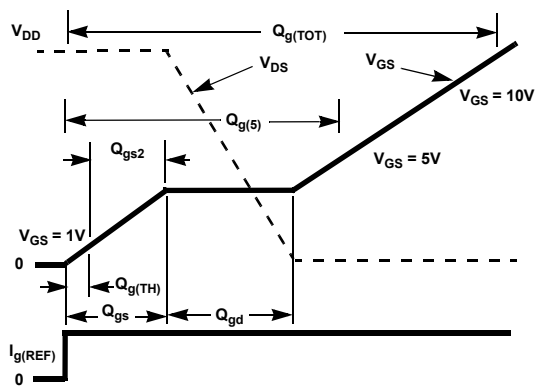 V_DD
Q_g(TOT)
V_DS
V_GS
V_GS = 10V
Q_g(5)
Q_gs2
V_GS = 5V
V_GS = 1V
0
Q_g(TH)
Q_gs
Q_gd
I_g(REF)
0